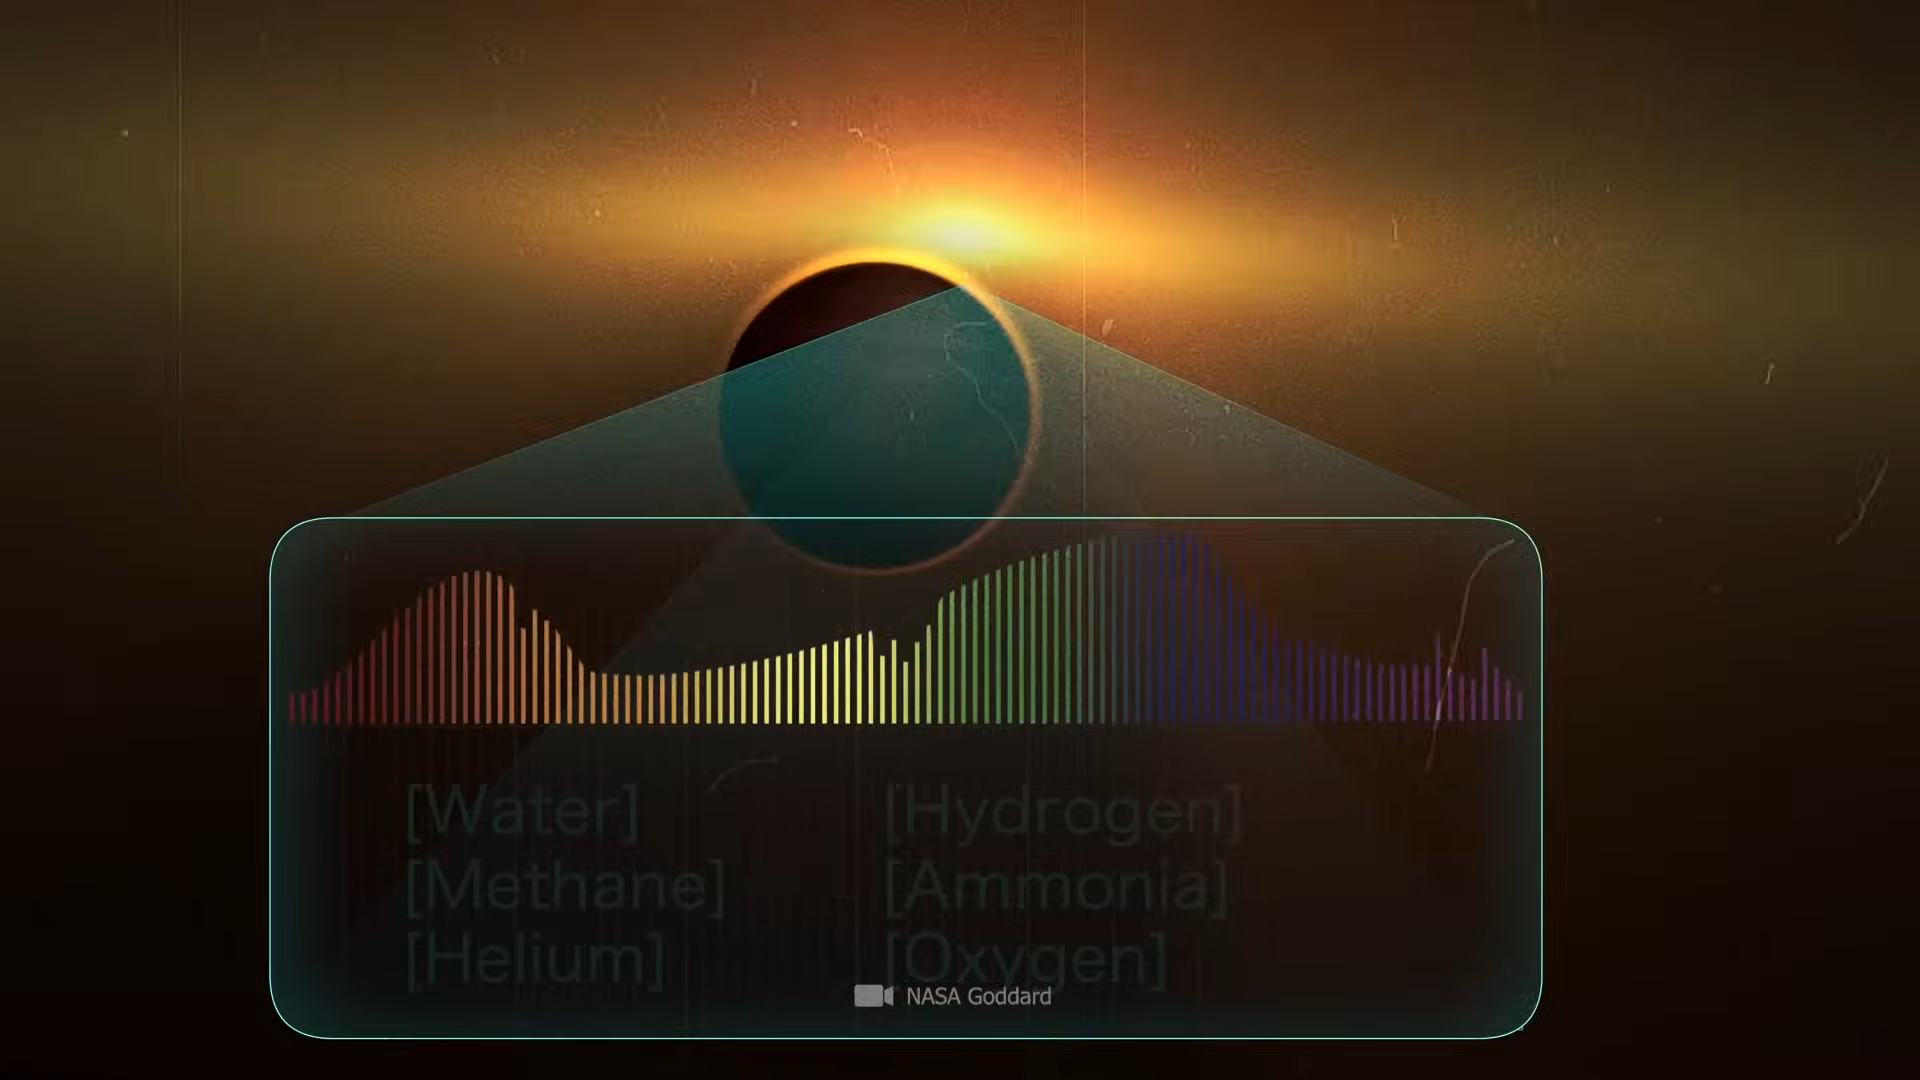 [Water]
[Methane]
[Helium]
[Hydrogen]
[Ammonia]
[Oxygen]
NASA Goddard